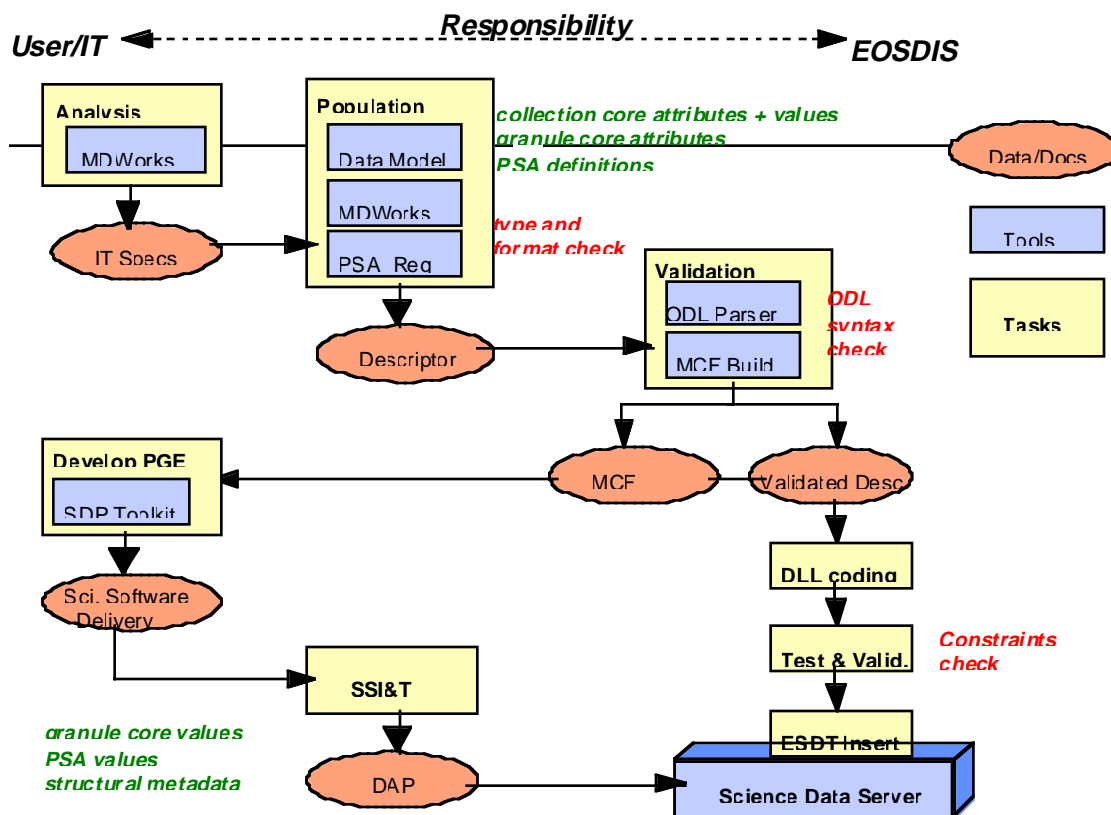 Responsibility
User/IT
EOSDIS
Analysis
MDWorks
Population
Data Model
MDWorks
PSA Reg
collection core attributes + values
granule core attributes
PSA definitions
Data/Docs
IT Specs
type and
format check
Tools
Validation
ODL Parser
MCF Build
ODL
syntax
check
Tasks
Descriptor
Develop PGE
SDP Toolkit
MCF
Validated Desc.
DLL coding
Sci. Software
Delivery
Test & Valid.
Constraints
check
SSI&T
granule core values
PSA values
structural metadata
ESDT Insert
DAP
Science Data Server